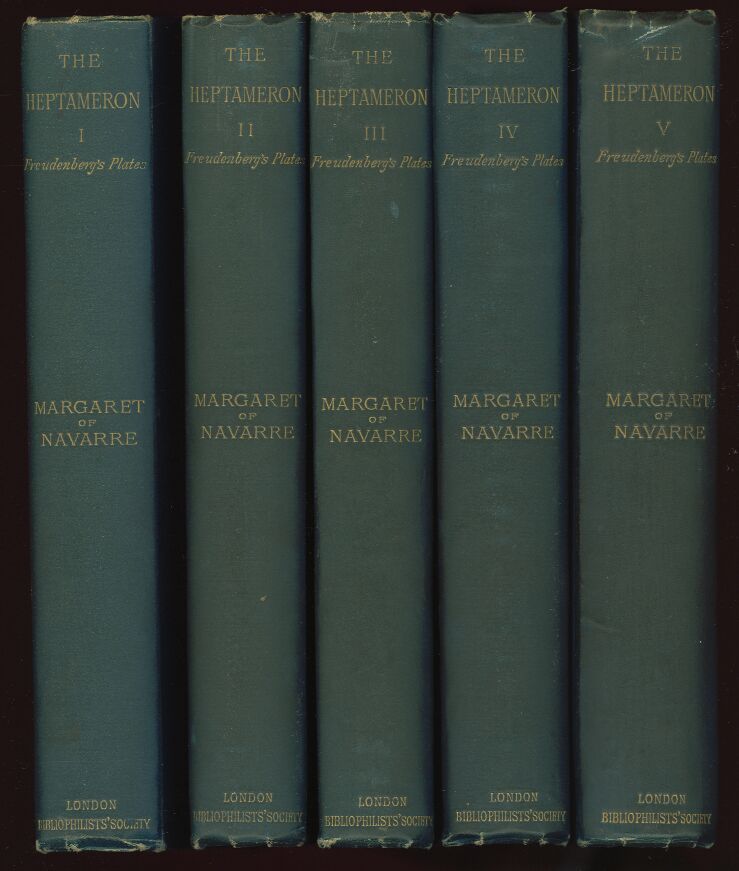 THE
HEPTAMERON
I
Freudenberg's Plates
MARGARET
OF
NAVARRE
LONDON
BIBLIOPHILISTS' SOCIETY
THE
HEPTAMERON
II
Freudenberg's Plates
MARGARET
OF
NAVARRE
LONDON
BIBLIOPHILISTS' SOCIETY
THE
HEPTAMERON
III
Freudenberg's Plates
MARGARET
OF
NAVARRE
LONDON
BIBLIOPHILISTS' SOCIETY
THE
HEPTAMERON
IV
Freudenberg's Plates
MARGARET
OF
NAVARRE
LONDON
BIBLIOPHILISTS' SOCIETY
THE
HEPTAMERON
V
Freudenberg's Plates
MARGARET
OF
NAVARRE
LONDON
BIBLIOPHILISTS' SOCIETY